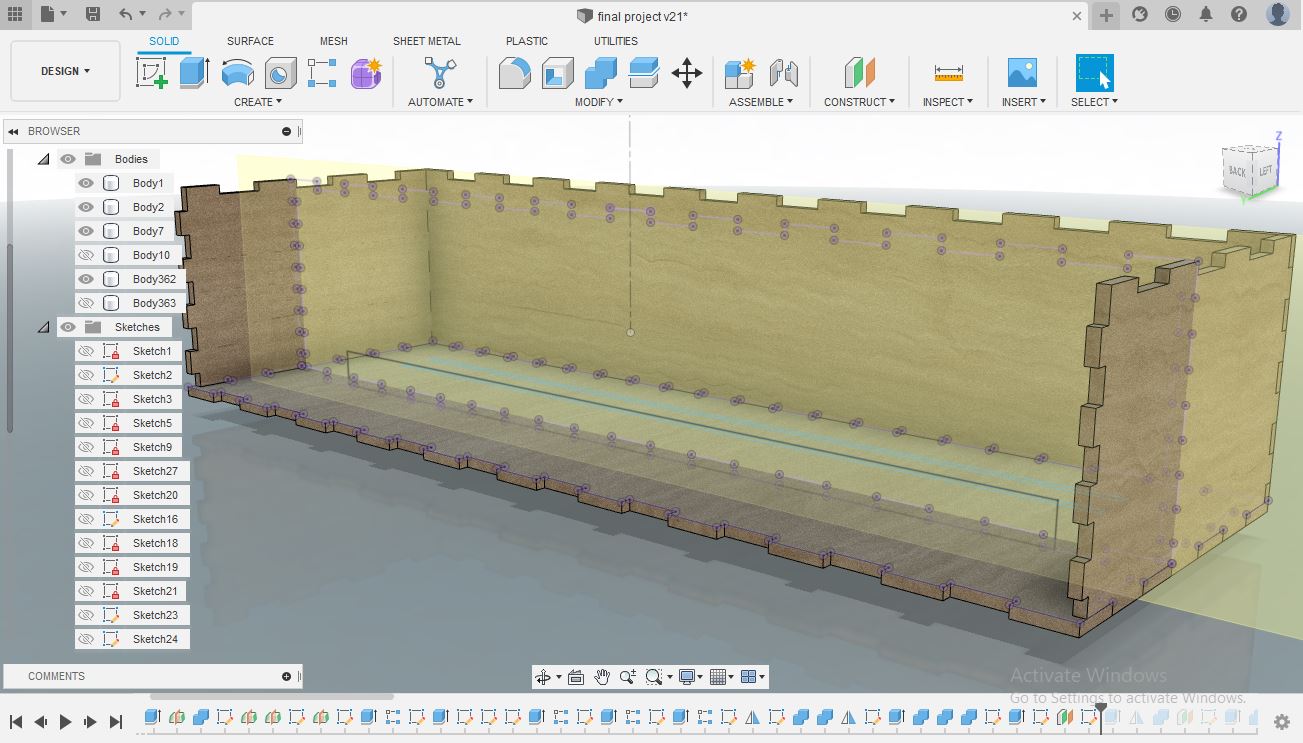 final project v21*
SOLID SURFACE MESH SHEET METAL PLASTIC UTILITIES
DESIGN
CREATE AUTOMATE MODIFY ASSEMBLE CONSTRUCT INSPECT INSERT SELECT
BROWSER
Bodies
Body1
Body2
Body7
Body10
Body362
Body363
Sketches
Sketch1
Sketch2
Sketch3
Sketch5
Sketch9
Sketch27
Sketch20
Sketch16
Sketch18
Sketch19
Sketch21
Sketch23
Sketch24
Z
BACK LEFT
Y
COMMENTS
Activate Windows
Go to Settings to activate Windows.